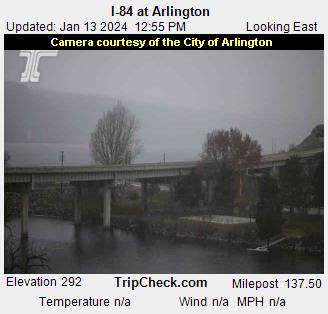 I-84 at Arlington
Updated: Jan 13 2024 12:55 PM Looking East
Camera courtesy of the City of Arlington
Elevation 292 TripCheck.com Milepost 137.50
Temperature n/a Wind n/a MPH n/a